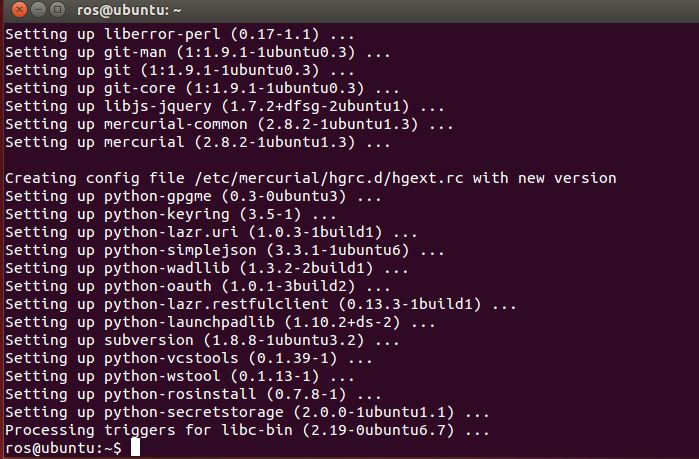 ros@ubuntu: ~
Setting up liberror-perl (0.17-1.1) ...
Setting up git-man (1:1.9.1-1ubuntu0.3) ...
Setting up git (1:1.9.1-1ubuntu0.3) ...
Setting up git-core (1:1.9.1-1ubuntu0.3) ...
Setting up libjs-jquery (1.7.2+dfsg-2ubuntu1) ...
Setting up mercurial-common (2.8.2-1ubuntu1.3) ...
Setting up mercurial (2.8.2-1ubuntu1.3) ...

Creating config file /etc/mercurial/hgrc.d/hgext.rc with new version
Setting up python-gpgme (0.3-0ubuntu3) ...
Setting up python-keyring (3.5-1) ...
Setting up python-lazr.uri (1.0.3-1build1) ...
Setting up python-simplejson (3.3.1-1ubuntu6) ...
Setting up python-wadllib (1.3.2-2build1) ...
Setting up python-oauth (1.0.1-3build2) ...
Setting up python-lazr.restfulclient (0.13.3-1build1) ...
Setting up python-launchpadlib (1.10.2+ds-2) ...
Setting up subversion (1.8.8-1ubuntu3.2) ...
Setting up python-vcstools (0.1.39-1) ...
Setting up python-wstool (0.1.13-1) ...
Setting up python-rosinstall (0.7.8-1) ...
Setting up python-secretstorage (2.0.0-1ubuntu1.1) ...
Processing triggers for libc-bin (2.19-0ubuntu6.7) ...
ros@ubuntu:~$